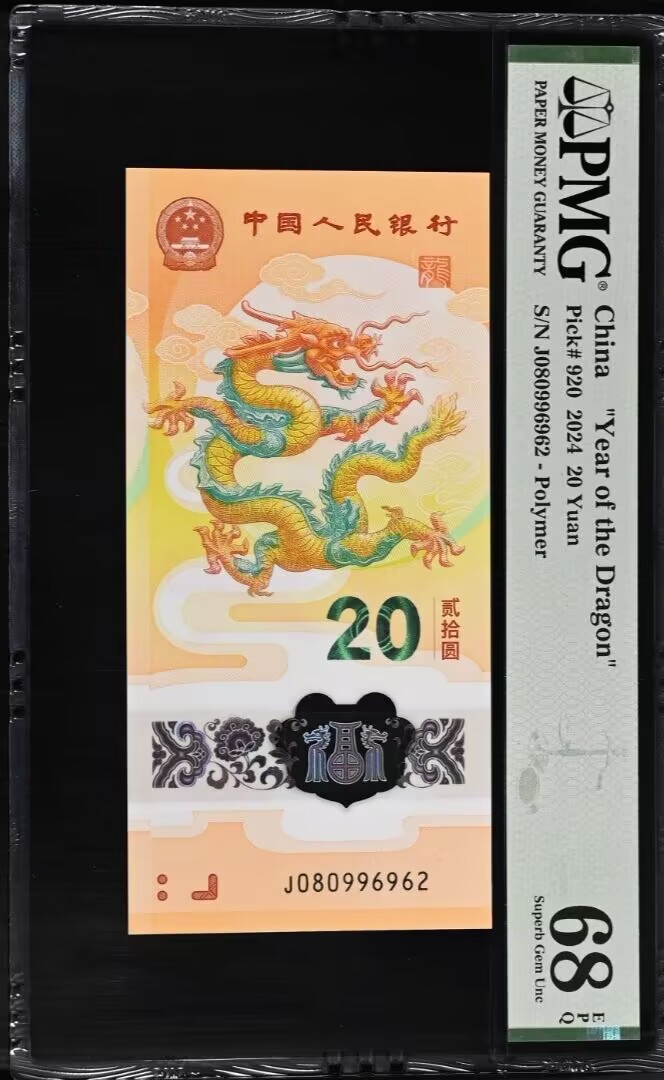 中国人民银行
龍
20
贰拾圆
J080996962
PMG®
PAPER MONEY GUARANTY
China "Year of the Dragon"
Pick# 920 2024 20 Yuan
S/N J080996962 - Polymer
68 EPQ
Superb Gem Unc